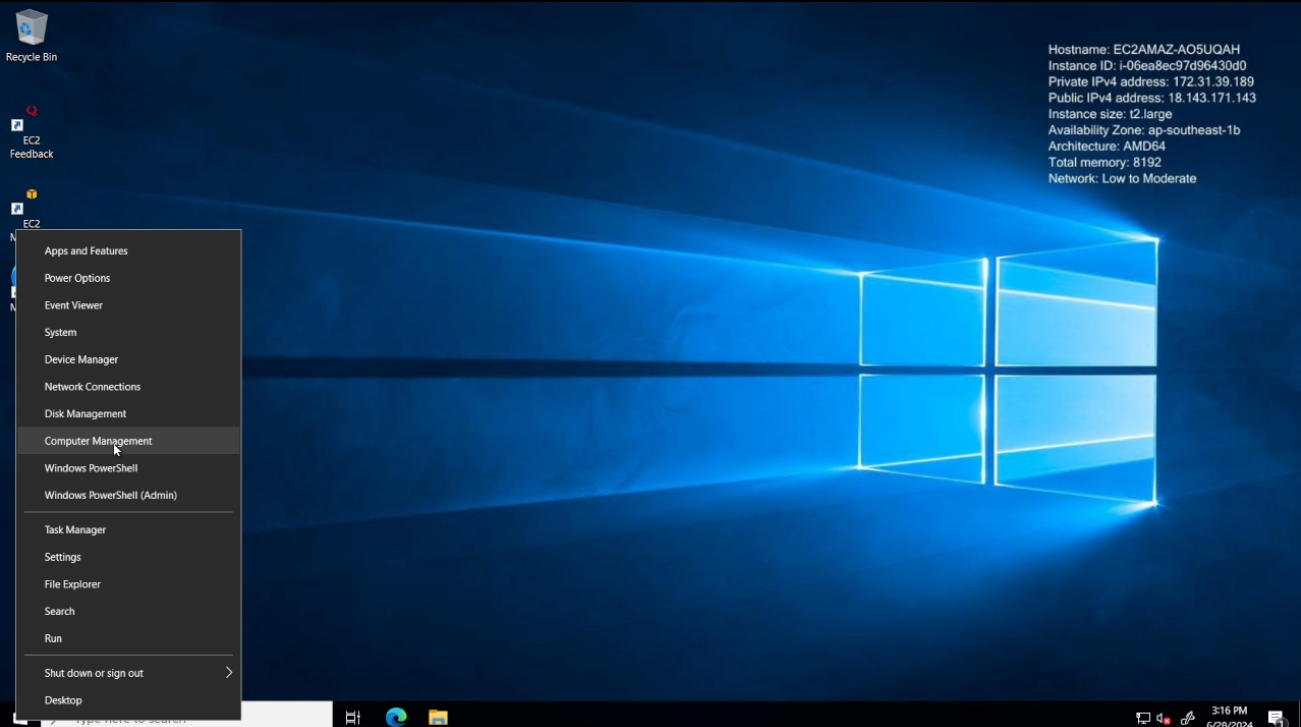 Recycle Bin
EC2
Feedback
EC2
Hostname: EC2AMAZ-AO5UQAH
Instance ID: i-06ea8ec97d96430d0
Private IPv4 address: 172.31.39.189
Public IPv4 address: 18.143.171.143
Instance size: t2.large
Availability Zone: ap-southeast-1b
Architecture: AMD64
Total memory: 8192
Network: Low to Moderate
Apps and Features
Power Options
Event Viewer
System
Device Manager
Network Connections
Disk Management
Computer Management
Windows PowerShell
Windows PowerShell (Admin)
Task Manager
Settings
File Explorer
Search
Run
Shut down or sign out
Desktop
Type here to search
3:16 PM
6/28/2024
1